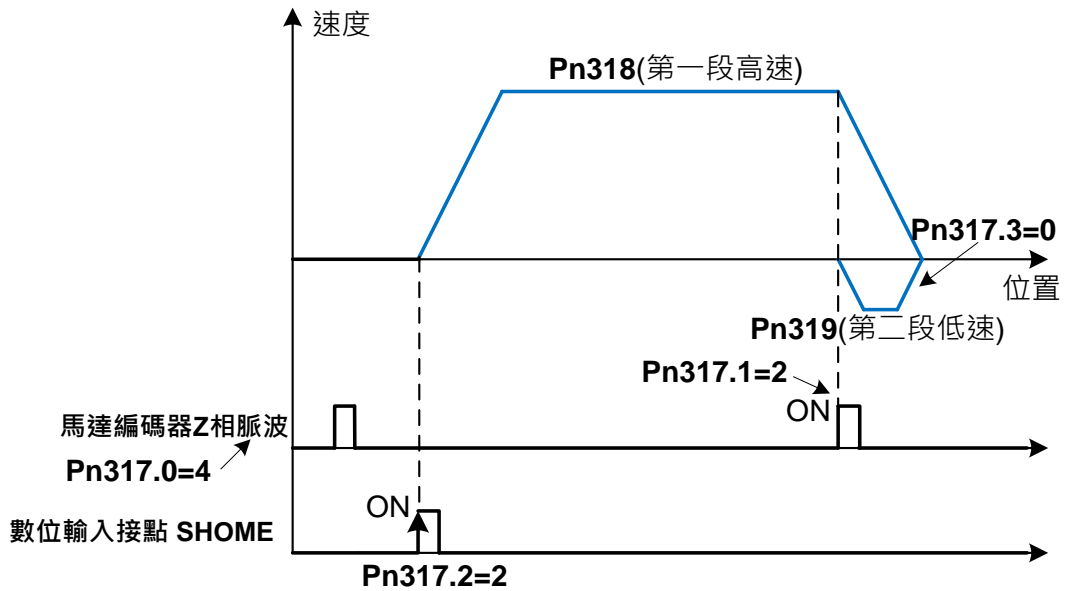 速度
Pn318(第一段高速)
Pn317.3=0
位置
Pn319(第二段低速)
Pn317.1=2
ON
馬達編碼器Z相脈波
Pn317.0=4
ON
數位輸入接點 SHOME
Pn317.2=2